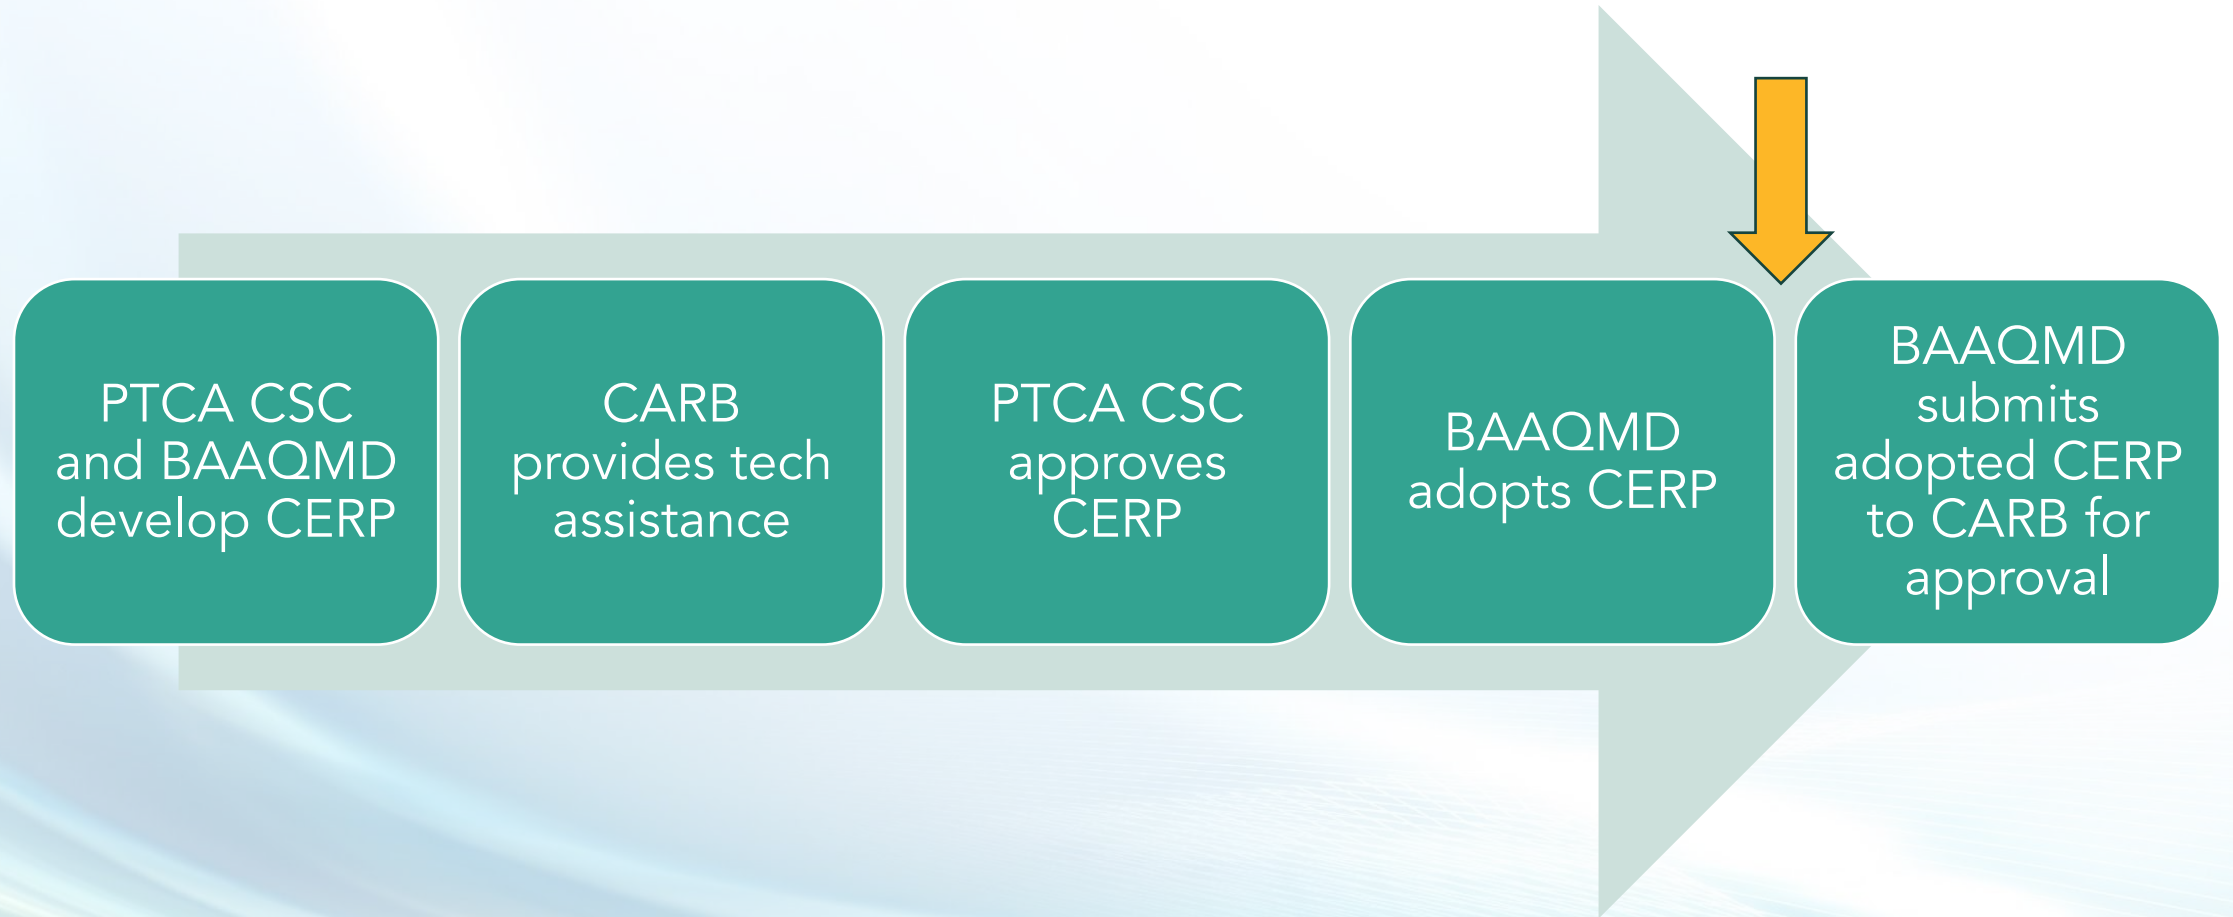 PTCA CSC
and BAAQMD
develop CERP
CARB
provides tech
assistance
PTCA CSC
approves
CERP
BAAQMD
adopts CERP
BAAQMD
submits
adopted CERP
to CARB for
approval